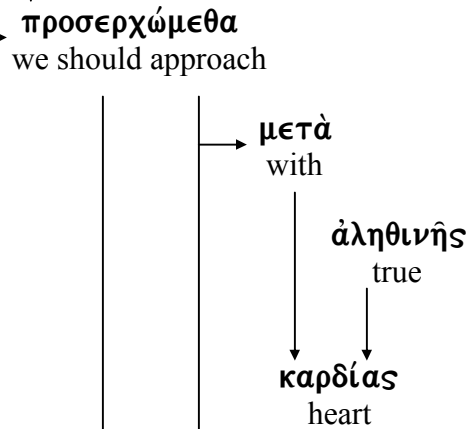 προσερχώμεθα
we should approach
μετὰ
with
ἀληθινῆς
true
καρδίας
heart